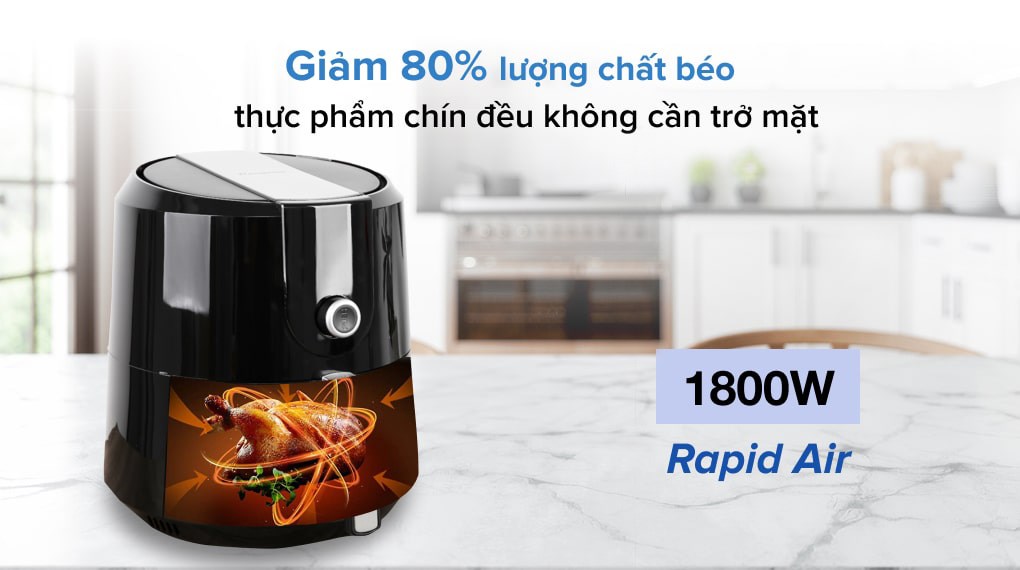 Giảm 80% lượng chất béo
thực phẩm chín đều không cần trở mặt
1800W
Rapid Air